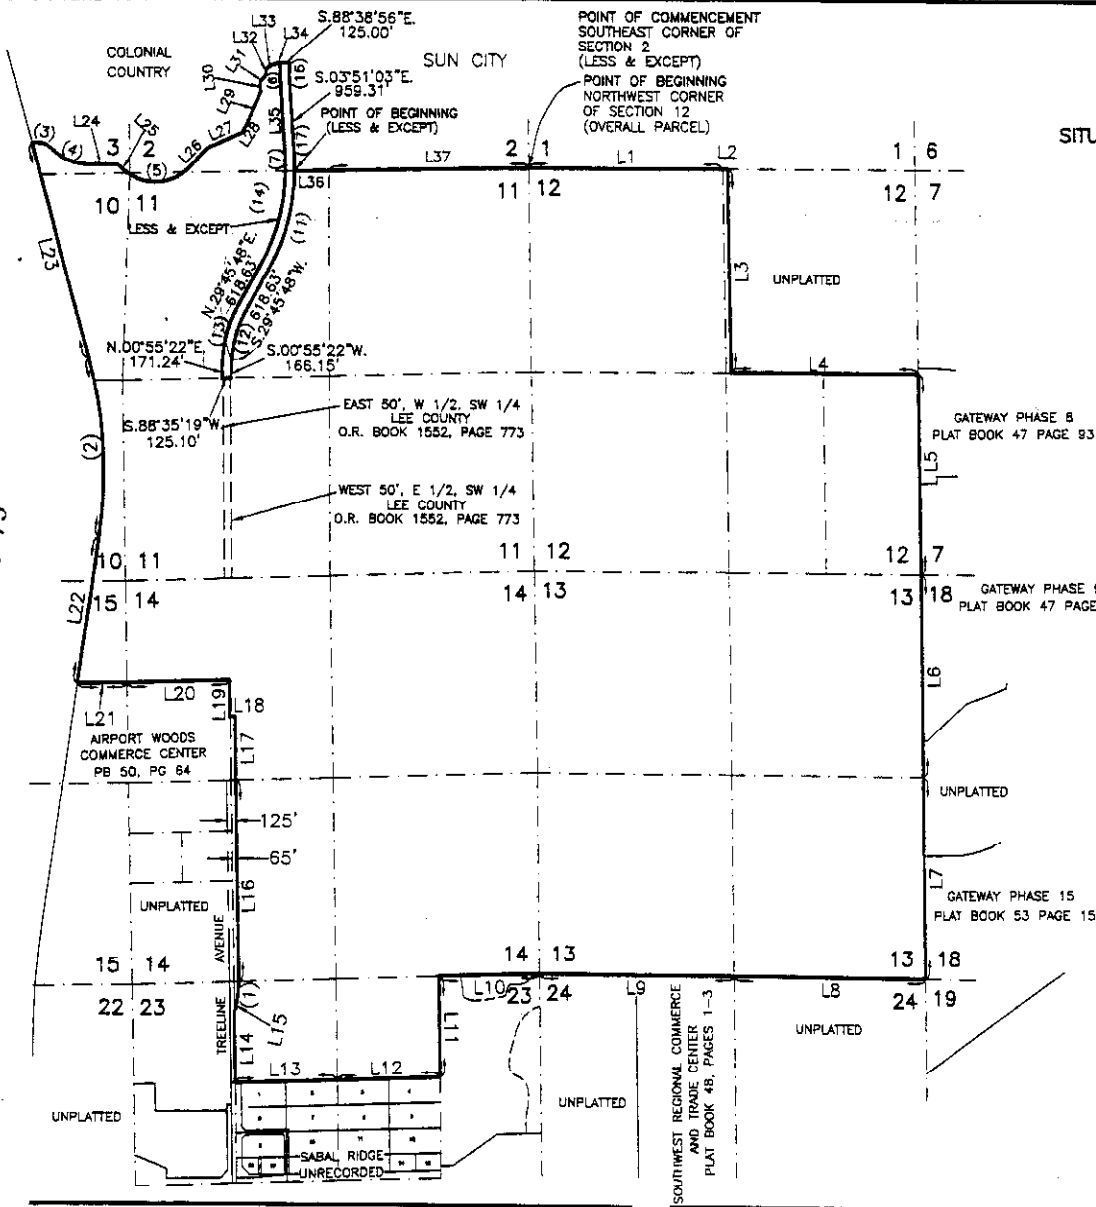 COLONIAL
COUNTRY
L33
L32
L34
L31
L30
S.88°38'56"E.
125.00'
SUN CITY
POINT OF COMMENCEMENT
SOUTHEAST CORNER OF
SECTION 2
(LESS & EXCEPT)
POINT OF BEGINNING
NORTHWEST CORNER
OF SECTION 12
(OVERALL PARCEL)
S.03°51'03"E.
959.31'
POINT OF BEGINNING
(LESS & EXCEPT)
SITU
(6)
(16)
L29
L28
L27
L35
(17)
(7)
(3)
L24
L25
(4)
3 2
(5)
L26
L36
L37
2 1
L1
L2
1 6
10 11
11 12
12 7
(14)
(11)
LESS & EXCEPT
L23
L3
UNPLATTED
N.29°45'48"E.
618.63'
618.63'
S.29°45'48"W.
(13)
(12)
N.00°55'22"E.
171.24'
S.00°55'22"W.
166.15'
L4
S.88°35'19"W.
125.10'
EAST 50', W 1/2, SW 1/4
LEE COUNTY
O.R. BOOK 1552, PAGE 773
GATEWAY PHASE 8
PLAT BOOK 47 PAGE 93
(2)
L5
WEST 50', E 1/2, SW 1/4
LEE COUNTY
O.R. BOOK 1552, PAGE 773
10 11
11 12
12 7
15 14
14 13
13 18
GATEWAY PHASE
PLAT BOOK 47 PAGE
L22
L6
L20
L19
L18
L21
L17
AIRPORT WOODS
COMMERCE CENTER
PB 50, PG 64
UNPLATTED
125'
65'
L16
L7
UNPLATTED
GATEWAY PHASE 15
PLAT BOOK 53 PAGE 15
TREELINE AVENUE
15 14
14 13
13 18
22 23
23 24
24 19
(1)
L10
L9
L8
L15
L14
L11
L13
L12
UNPLATTED
SOUTHWEST REGIONAL COMMERCE
AND TRADE CENTER
PLAT BOOK 48, PAGES 1-3
UNPLATTED
UNPLATTED
SABAL RIDGE
UNRECORDED